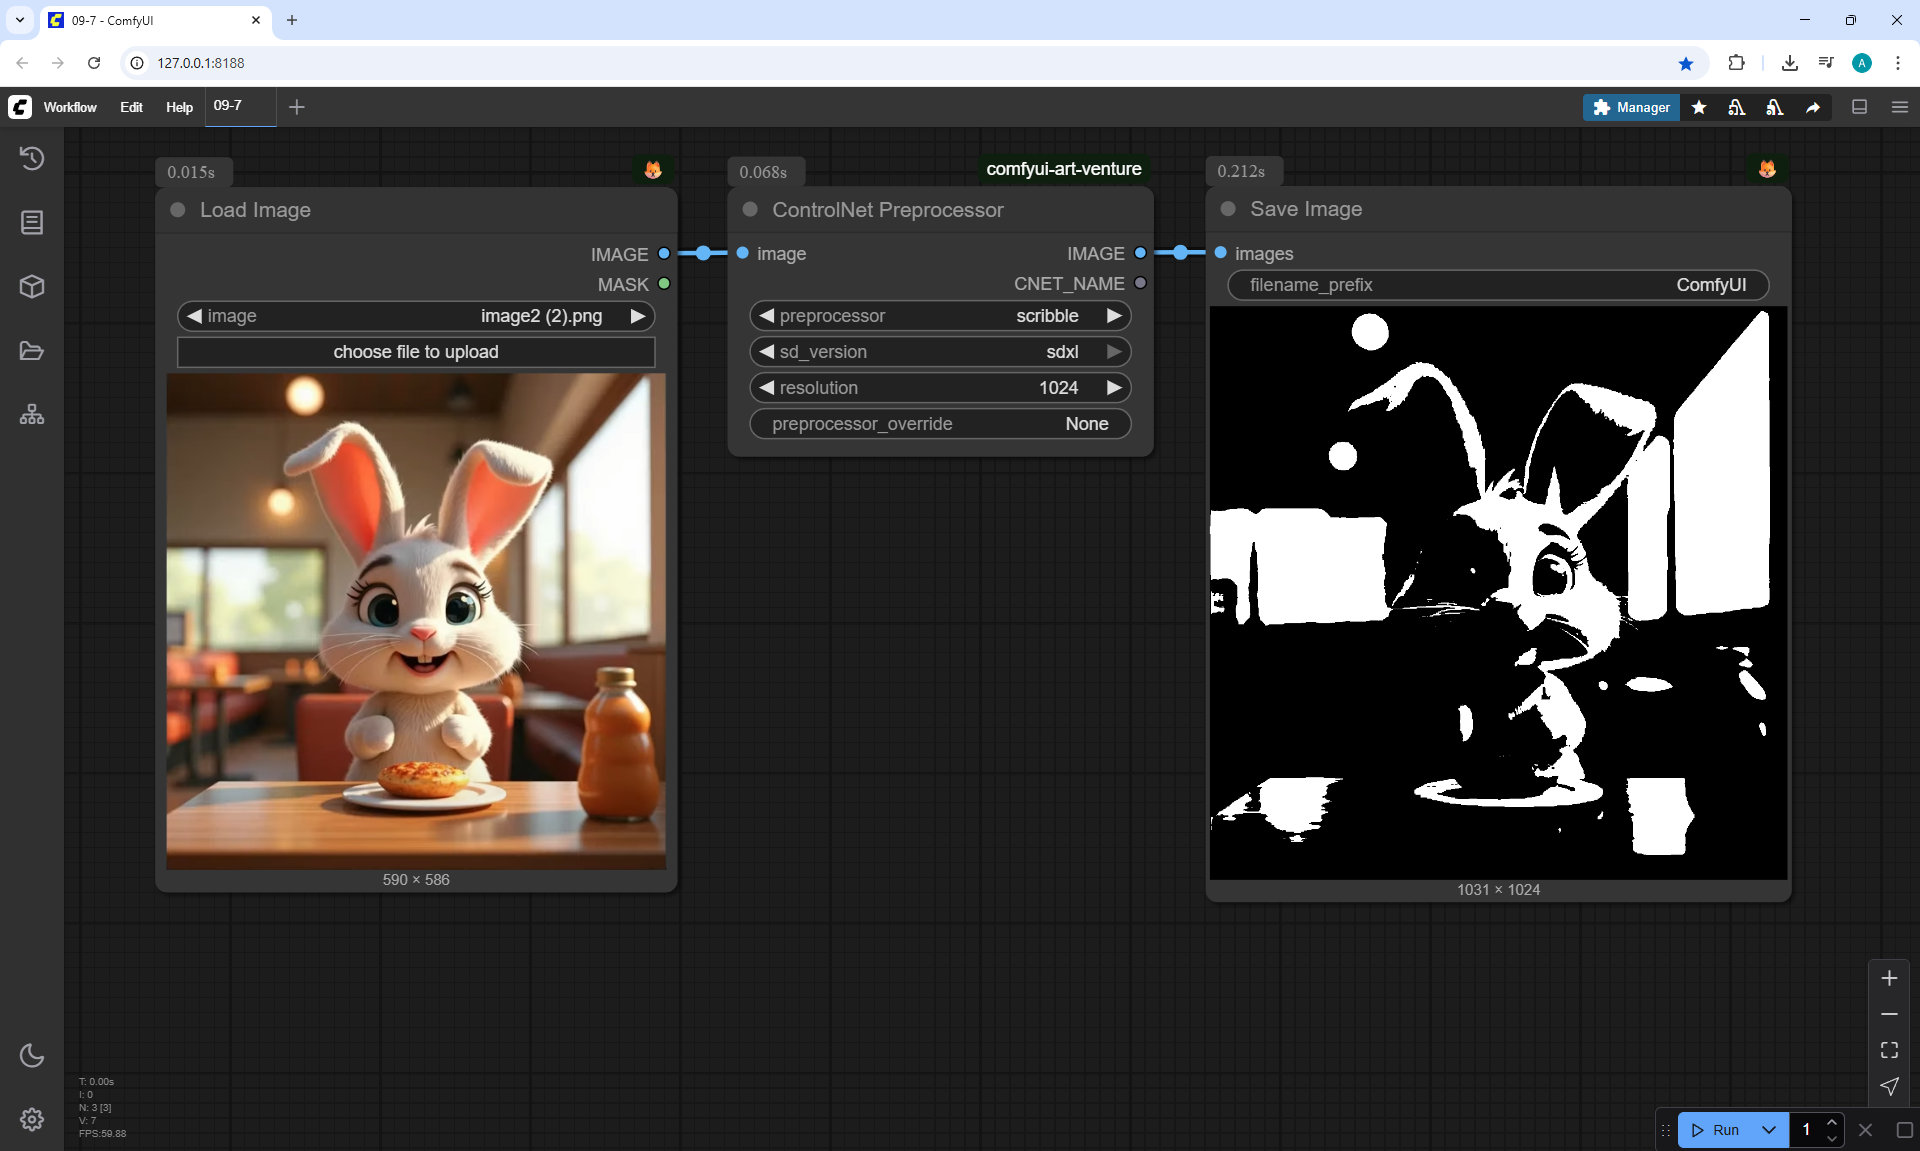 09-7 - ComfyUI
127.0.0.1:8188
Workflow Edit Help 09-7
Manager
0.015s
Load Image
IMAGE
MASK
image image2 (2).png
choose file to upload
590 × 586
0.068s comfyui-art-venture
ControlNet Preprocessor
image IMAGE
CNET_NAME
preprocessor scribble
sd_version sdxl
resolution 1024
preprocessor_override None
0.212s
Save Image
images
filename_prefix ComfyUI
1031 × 1024
T: 0.00s
I: 0
N: 3 [3]
V: 7
FPS:59.88
Run 1
A